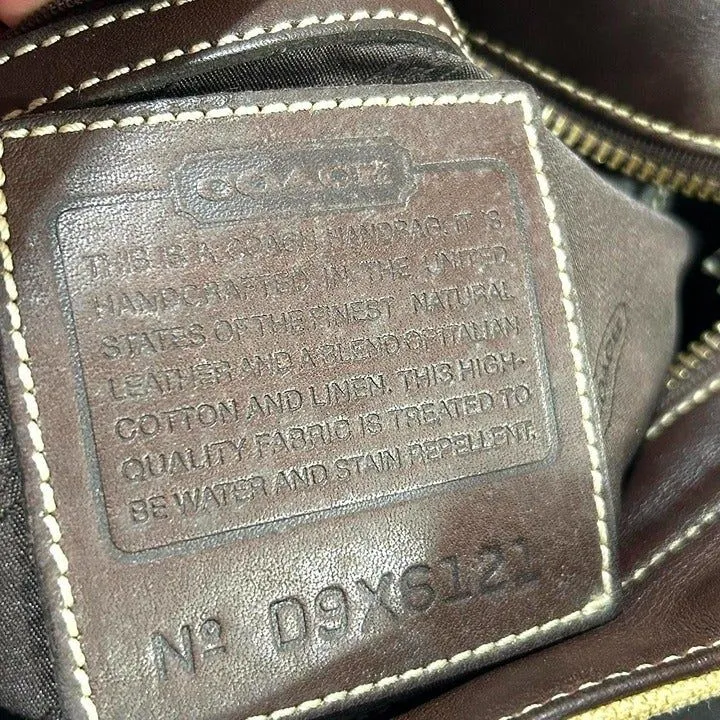 COACH
THIS IS A COACH HANDBAG. IT IS
HANDCRAFTED IN THE UNITED
STATES OF THE FINEST NATURAL
LEATHER AND A BLEND OF ITALIAN
COTTON AND LINEN. THIS HIGH-
QUALITY FABRIC IS TREATED TO
BE WATER AND STAIN REPELLENT.
Nº D9X6121
COACH